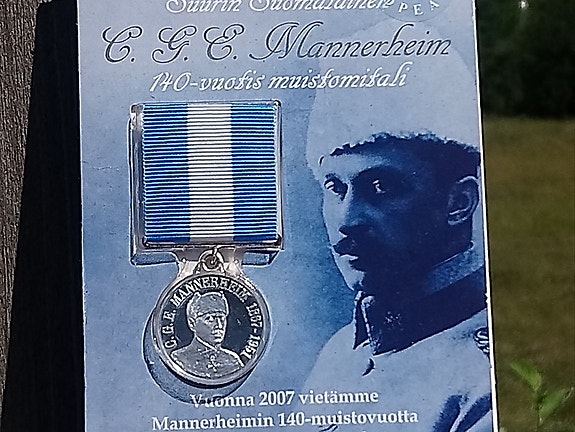 Suurin Suomalainen
C. G. E. Mannerheim
140-vuotis muistomitali
C. G. E. MANNERHEIM 1867-1951
Vuonna 2007 vietämme
Mannerheimin 140-muistovuotta